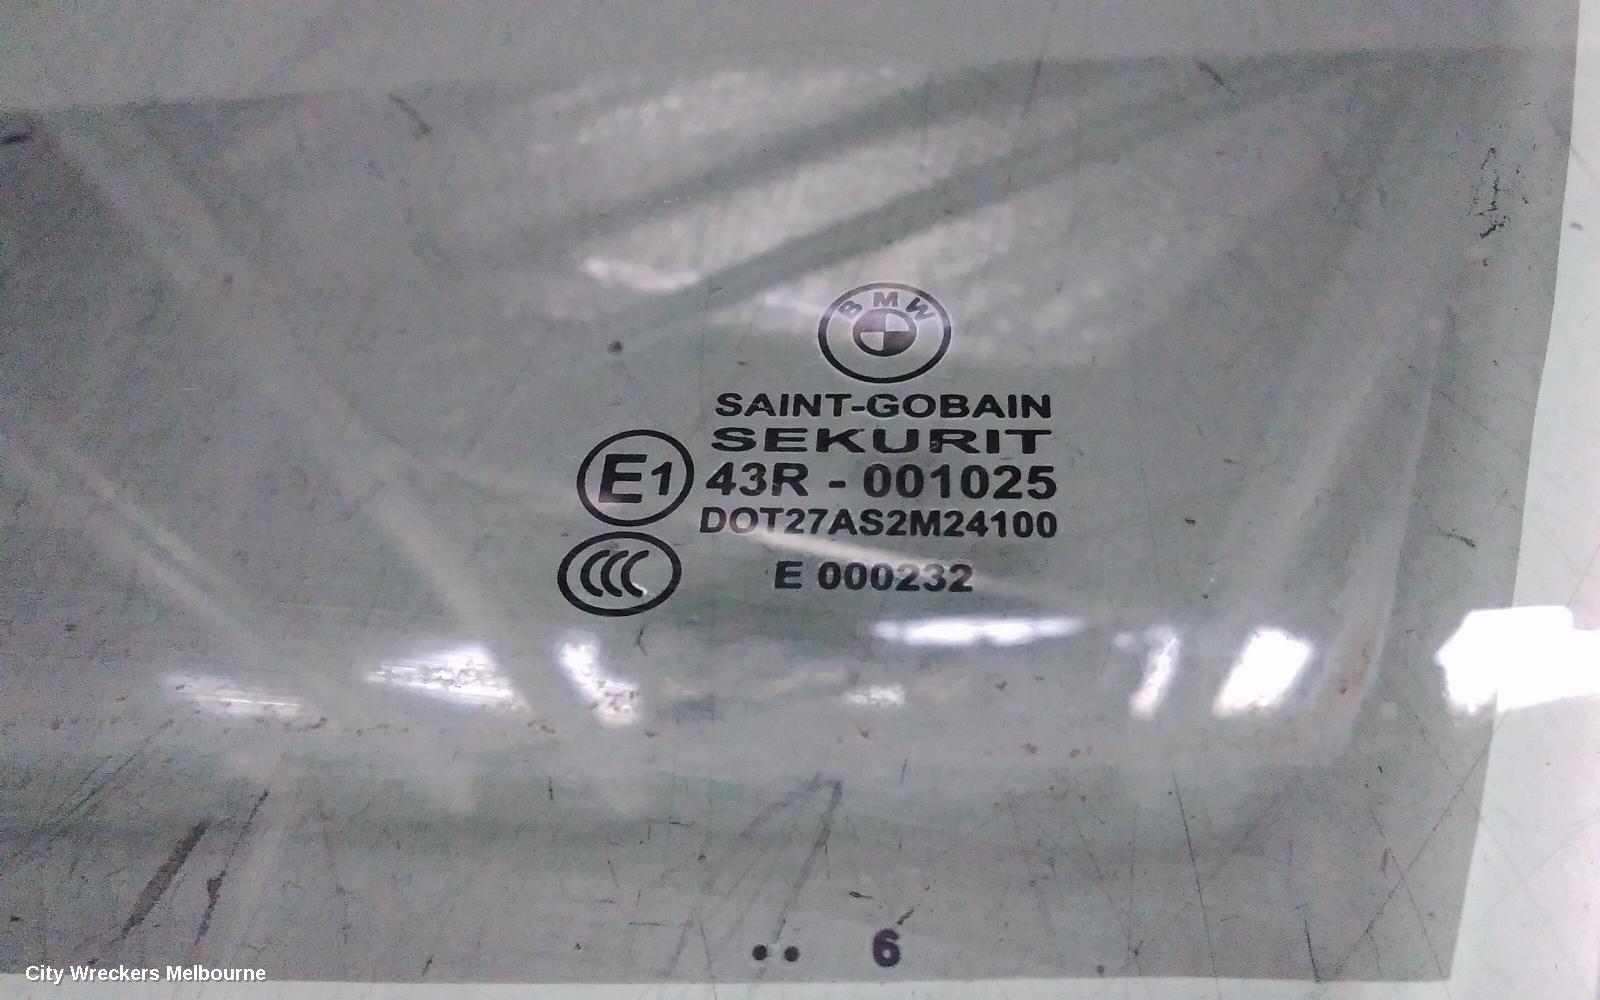 BMW
SAINT-GOBAIN
SEKURIT
E1 43R - 001025
DOT27AS2M24100
CCC E 000232
.. 6
City Wreckers Melbourne